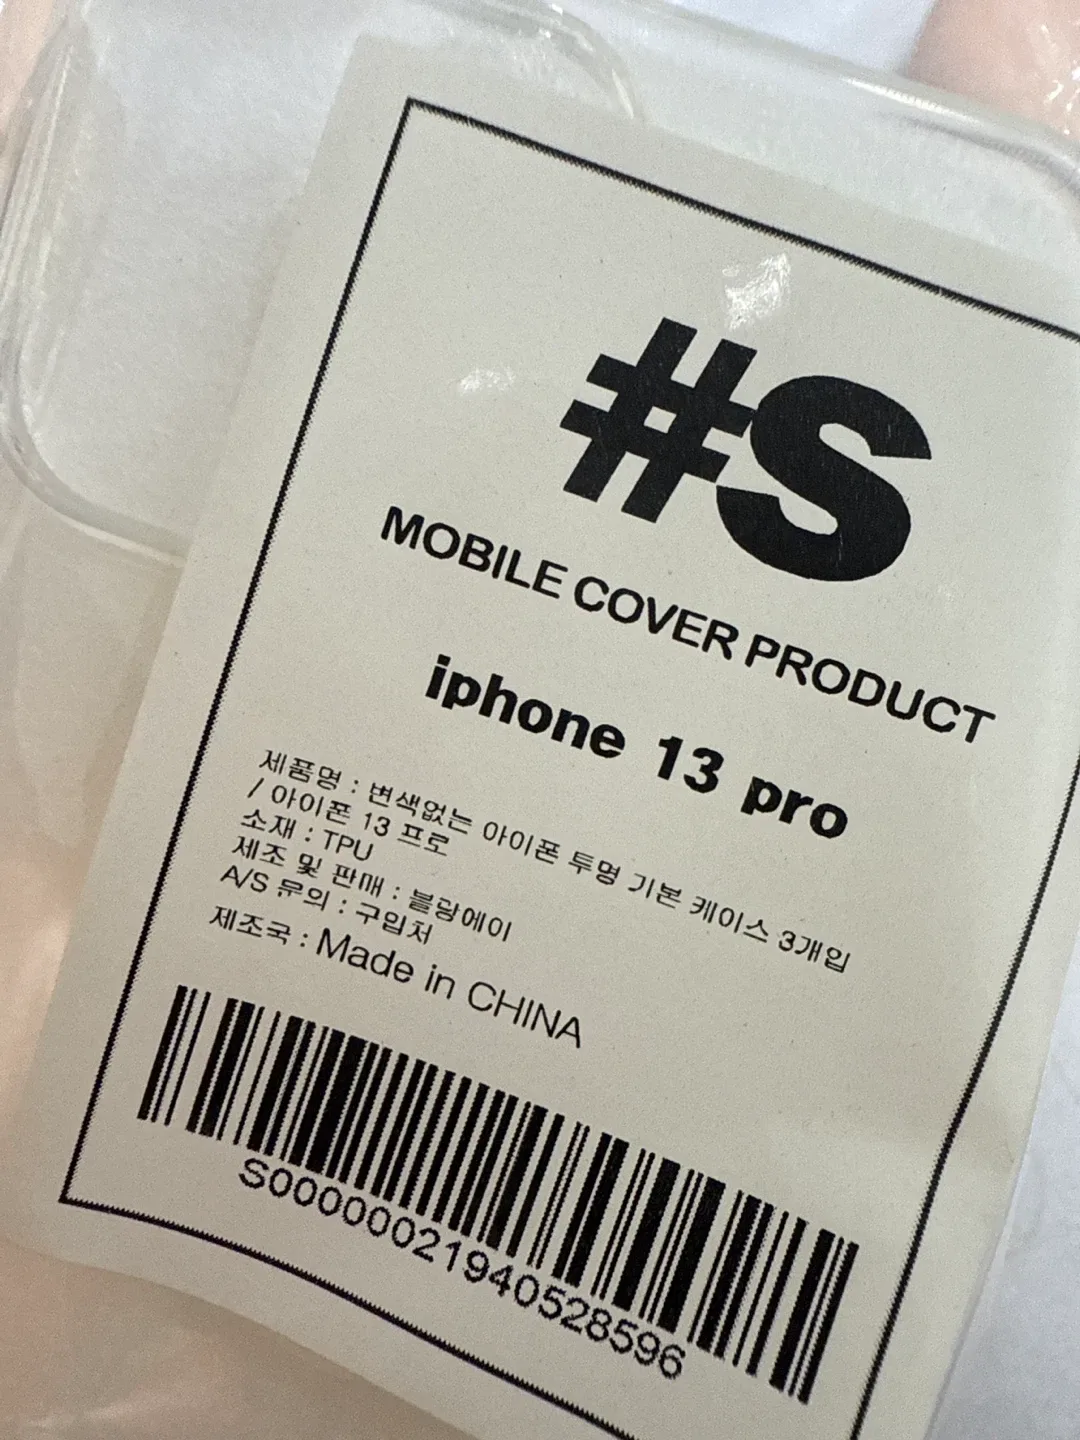 #S
MOBILE COVER PRODUCT
iphone 13 pro
제품명 : 변색없는 아이폰 투명 기본 케이스 3개입
/ 아이폰 13 프로
소재 : TPU
제조 및 판매 : 블랑에이
A/S 문의 : 구입처
제조국 : Made in CHINA
S00000021940528596